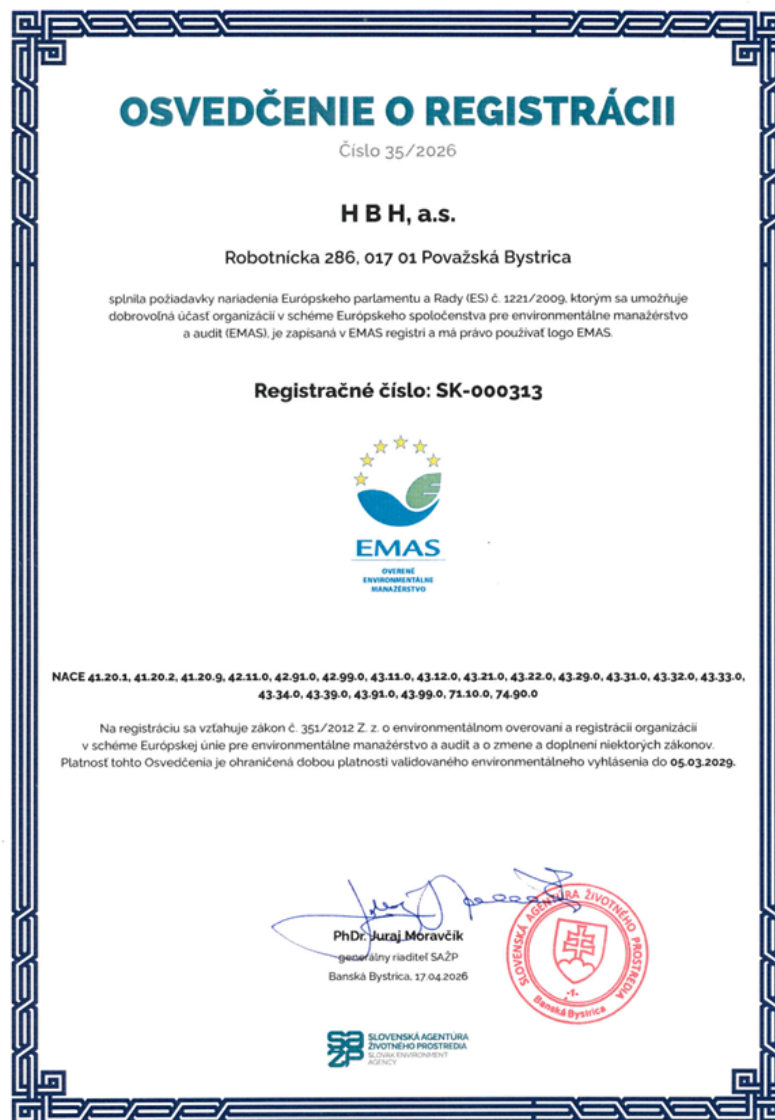 OSVEDČENIE O REGISTRÁCII
Číslo 35/2026
H B H, a.s.
Robotnícka 286, 017 01 Považská Bystrica
splnila požiadavky nariadenia Európskeho parlamentu a Rady (ES) č. 1221/2009, ktorým sa umožňuje
dobrovoľná účasť organizácií v schéme Európskeho spoločenstva pre environmentálne manažérstvo
a audit (EMAS), je zapísaná v EMAS registri a má právo používať logo EMAS.
Registračné číslo: SK-000313
EMAS
OVERENÉ
ENVIRONMENTÁLNE
MANAŽÉRSTVO
NACE 41.20.1, 41.20.2, 41.20.9, 42.11.0, 42.91.0, 42.99.0, 43.11.0, 43.12.0, 43.21.0, 43.22.0, 43.29.0, 43.31.0, 43.32.0, 43.33.0,
43.34.0, 43.39.0, 43.91.0, 43.99.0, 71.10.0, 74.90.0
Na registráciu sa vzťahuje zákon č. 351/2012 Z. z. o environmentálnom overovaní a registrácii organizácií
v schéme Európskej únie pre environmentálne manažérstvo a audit a o zmene a doplnení niektorých zákonov.
Platnosť tohto Osvedčenia je ohraničená dobou platnosti validovaného environmentálneho vyhlásenia do 05.03.2029.
PhDr. Juraj Moravčík
generálny riaditeľ SAŽP
Banská Bystrica, 17.04.2026
SLOVENSKÁ AGENTÚRA ŽIVOTNÉHO PROSTREDIA
-1-
Banská Bystrica
SAŽP
SLOVENSKÁ AGENTÚRA
ŽIVOTNÉHO PROSTREDIA
SLOVAK ENVIRONMENT
AGENCY